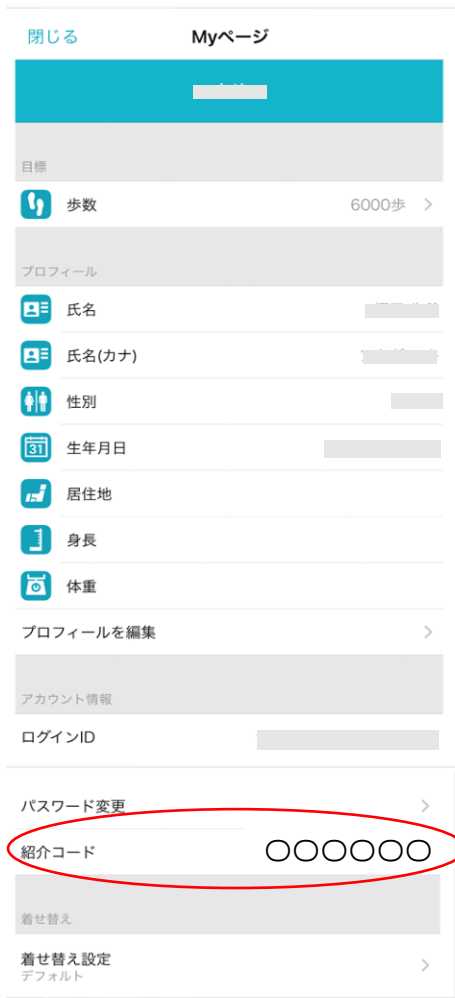 閉じる Myページ
目標
歩数 6000歩
プロフィール
氏名
氏名(カナ)
性別
31 生年月日
居住地
身長
体重
プロフィールを編集
アカウント情報
ログインID
パスワード変更
紹介コード 〇〇〇〇〇〇
着せ替え
着せ替え設定
デフォルト